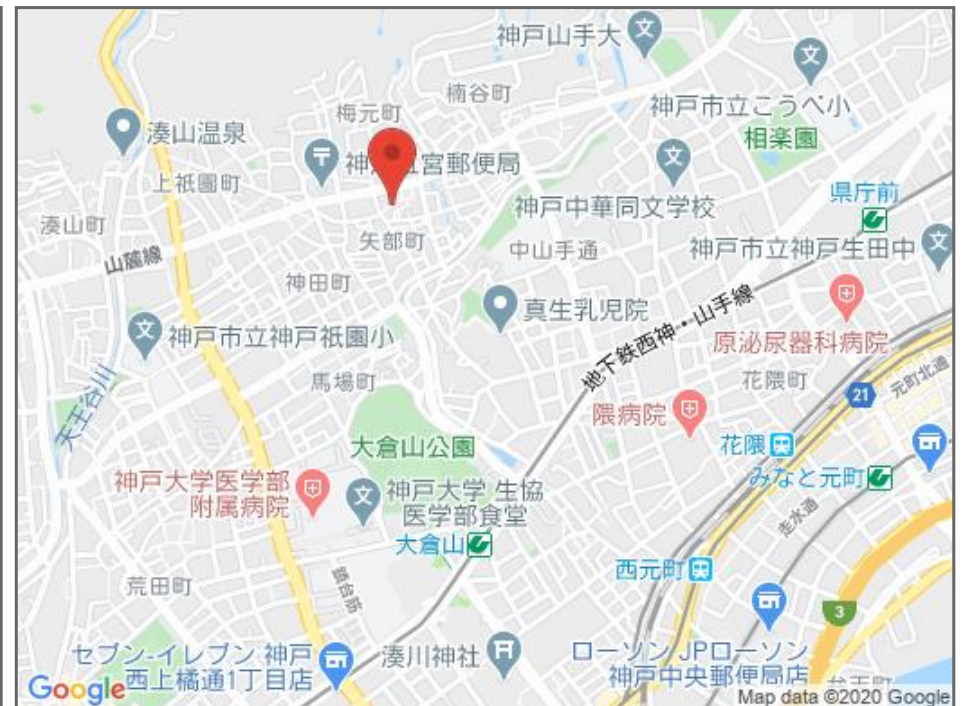 神戸山手大
楠谷町
梅元町
神戸市立こうべ小
湊山温泉
相楽園
宮郵便局
上祇園町
県庁前
神戸中華同文学校
湊山町
矢部町
中山手通
神戸市立神戸生田中
山麓線
神田町
真生乳児院
地下鉄西神・山手線
原泌尿器科病院
神戸市立神戸祇園小
馬場町
花隈町
元町北通
21
天王谷川
隈病院
大倉山公園
花隈
みなと元町
神戸大学医学部
附属病院
神戸大学 生協
医学部食堂
走水通
大倉山
西元町
荒田町
3
セブン-イレブン 神戸
西上橘通1丁目店
湊川神社
ローソン JPローソン
神戸中央郵便局店
Google
Map data ©2020 Google